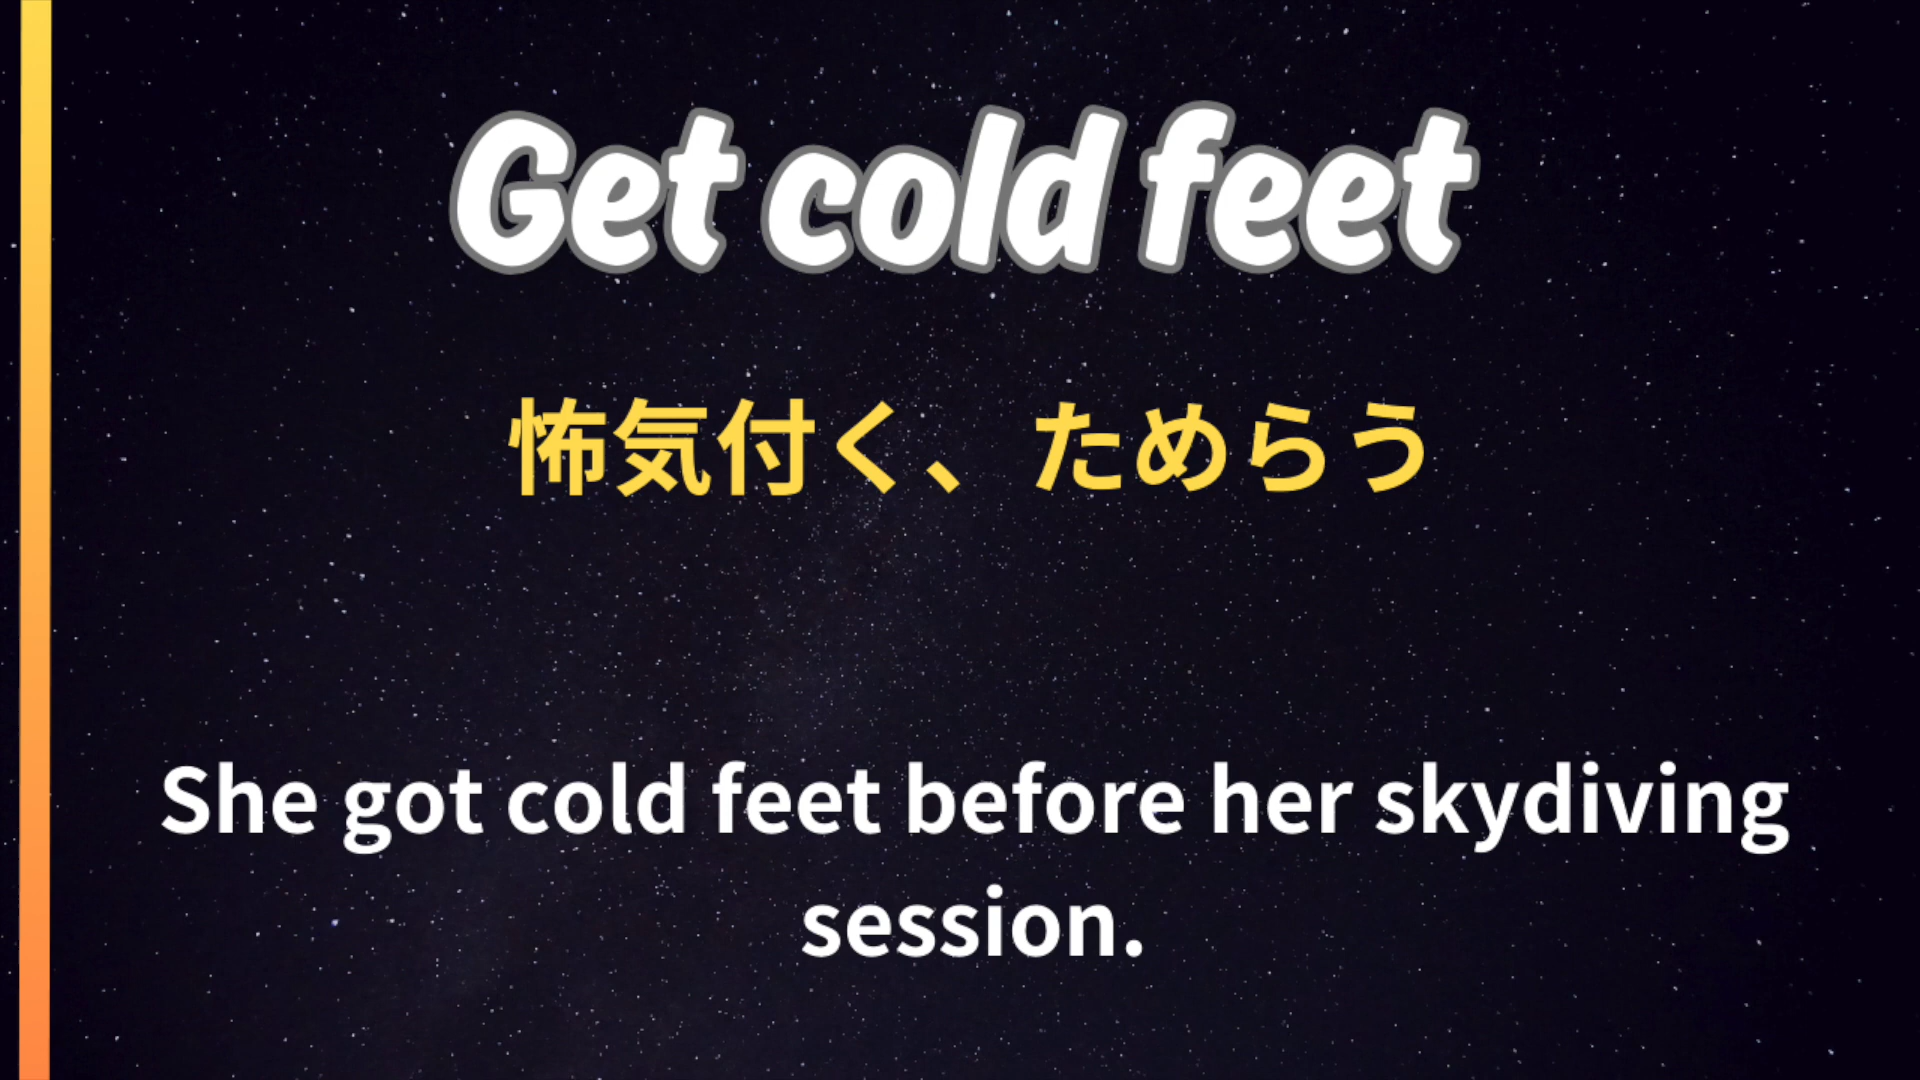 Get cold feet
怖気付く、ためらう
She got cold feet before her skydiving
session.